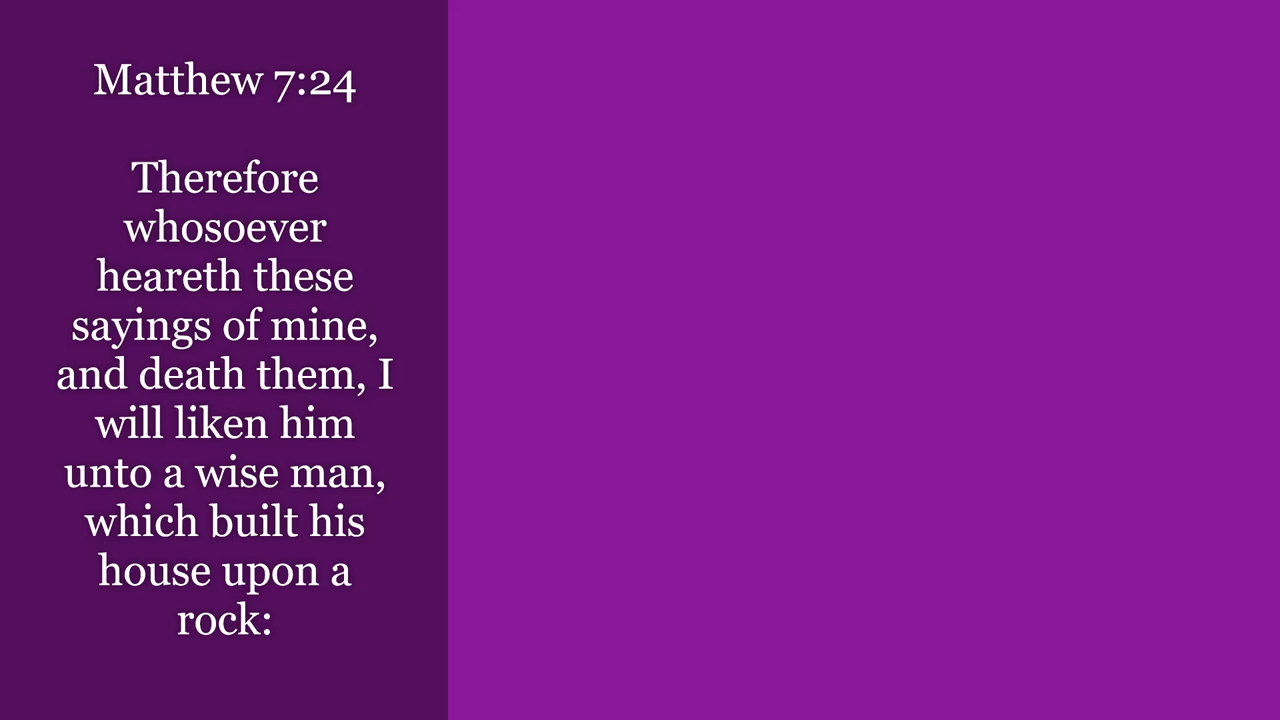 Matthew 7:24
Therefore
whosoever
heareth these
sayings of mine,
and death them, I
will liken him
unto a wise man,
which built his
house upon a
rock: